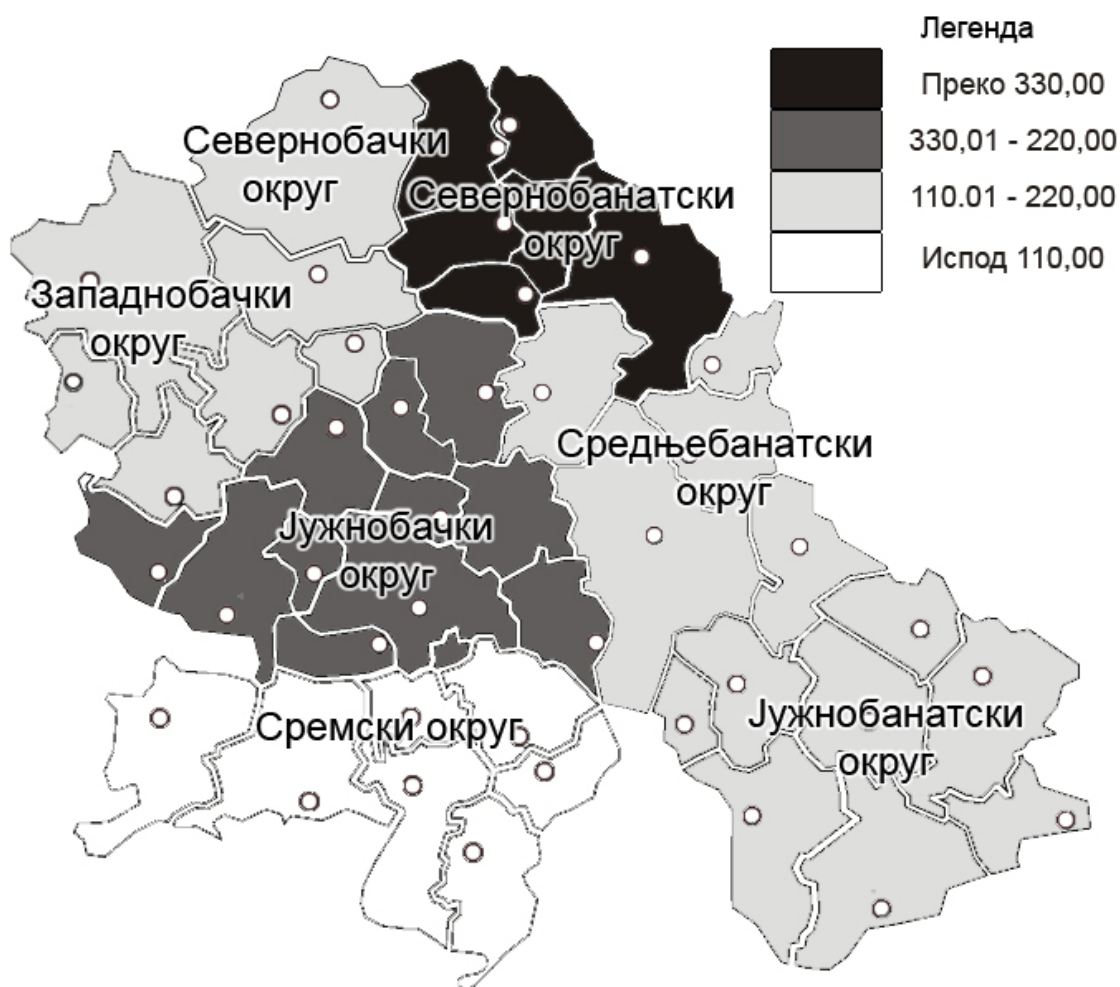 Легенда
Преко 330,00
330,01 - 220,00
110.01 - 220,00
Испод 110,00
Севернобачки
округ
Севернобанатски
округ
Западнобачки
округ
Средњебанатски
округ
Јужнобачки
округ
Сремски округ
Јужнобанатски
округ